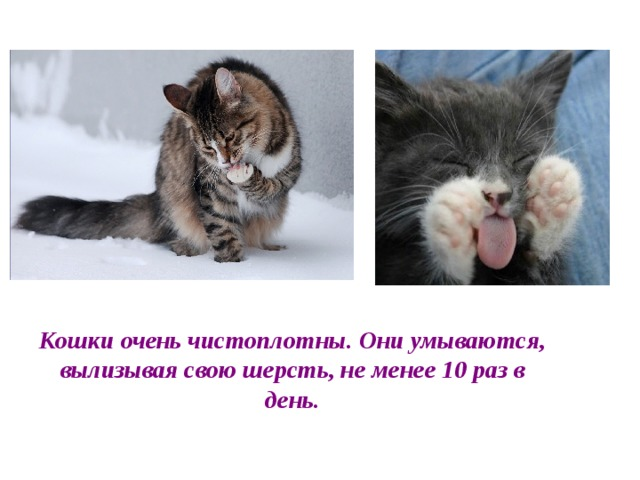 Кошки очень чистоплотны. Они умываются,
вылизывая свою шерсть, не менее 10 раз в
день.